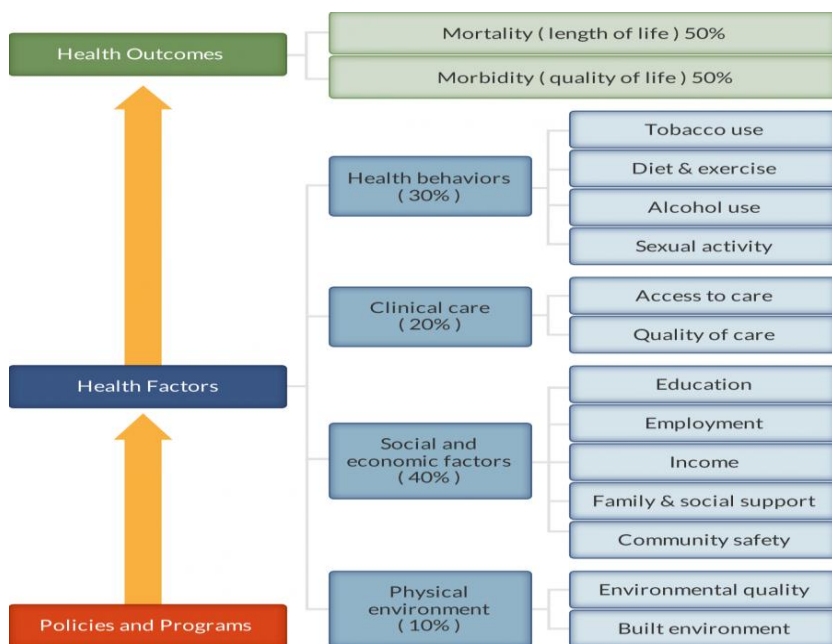 Health Outcomes
Mortality ( length of life ) 50%
Morbidity ( quality of life ) 50%
Health behaviors
( 30% )
Tobacco use
Diet & exercise
Alcohol use
Sexual activity
Clinical care
( 20% )
Access to care
Quality of care
Health Factors
Social and
economic factors
( 40% )
Education
Employment
Income
Family & social support
Community safety
Physical
environment
( 10% )
Environmental quality
Built environment
Policies and Programs